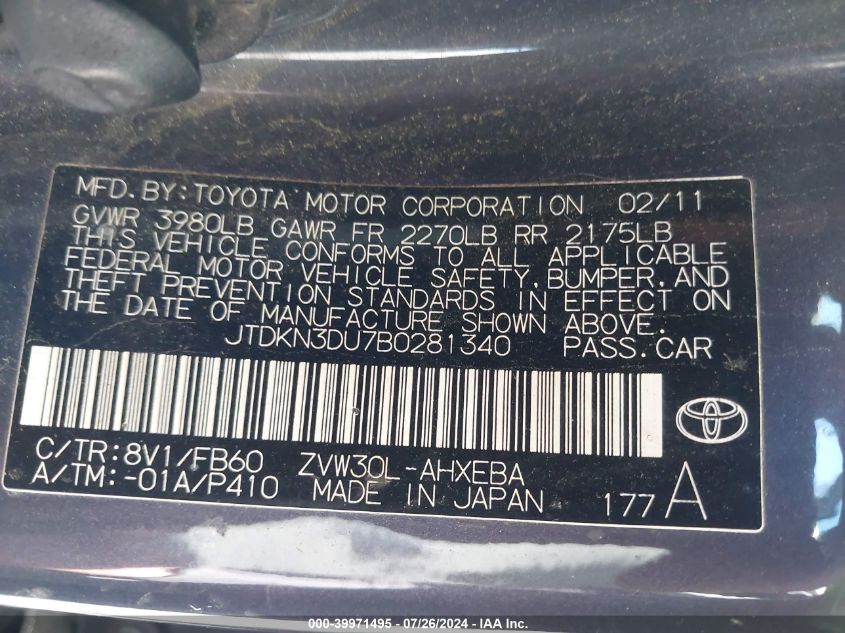 MFD. BY: TOYOTA MOTOR CORPORATION 02/11
GVWR 3980LB GAWR FR 2270LB RR 2175LB
THIS VEHICLE CONFORMS TO ALL APPLICABLE
FEDERAL MOTOR VEHICLE SAFETY, BUMPER, AND
THEFT PREVENTION STANDARDS IN EFFECT ON
THE DATE OF MANUFACTURE SHOWN ABOVE.
JTDKN3DU7B0281340 PASS. CAR
C/TR: 8V1/FB60 ZVW30L-AHXEBA
A/TM: -01A/P410 MADE IN JAPAN 177 A
000-39971495 - 07/26/2024 - IAA Inc.